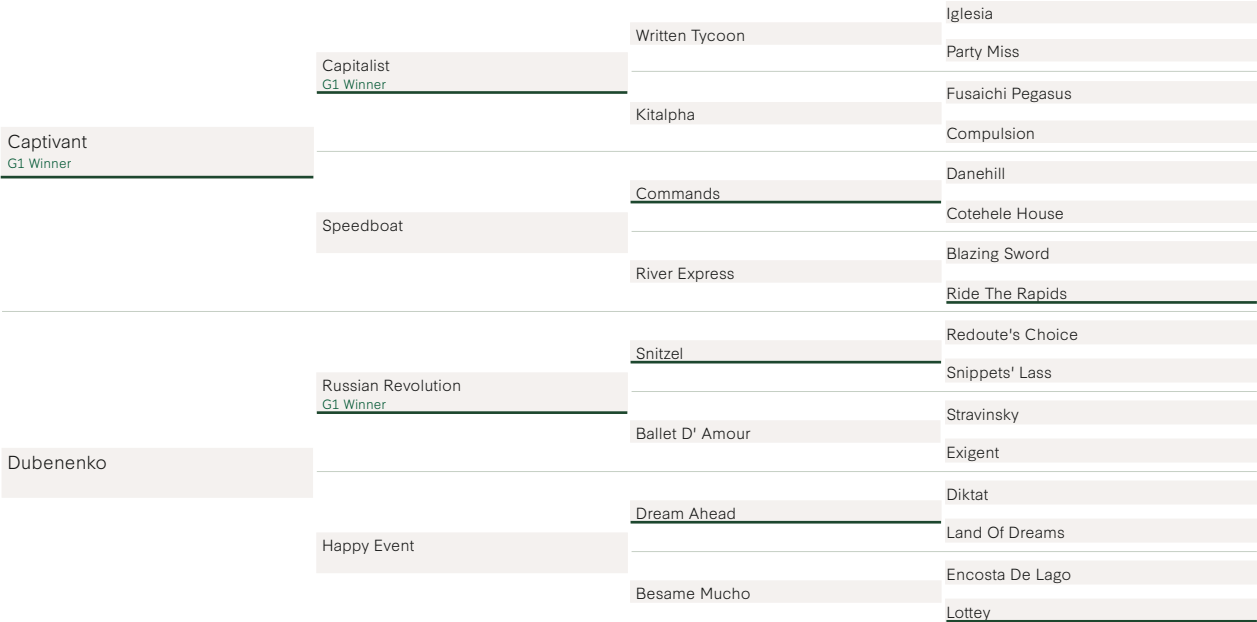 Captivant
G1 Winner
Dubenenko
Capitalist
G1 Winner
Speedboat
Russian Revolution
G1 Winner
Happy Event
Written Tycoon
Kitalpha
Commands
River Express
Snitzel
Ballet D' Amour
Dream Ahead
Besame Mucho
Iglesia
Party Miss
Fusaichi Pegasus
Compulsion
Danehill
Cotehele House
Blazing Sword
Ride The Rapids
Redoute's Choice
Snippets' Lass
Stravinsky
Exigent
Diktat
Land Of Dreams
Encosta De Lago
Lottey